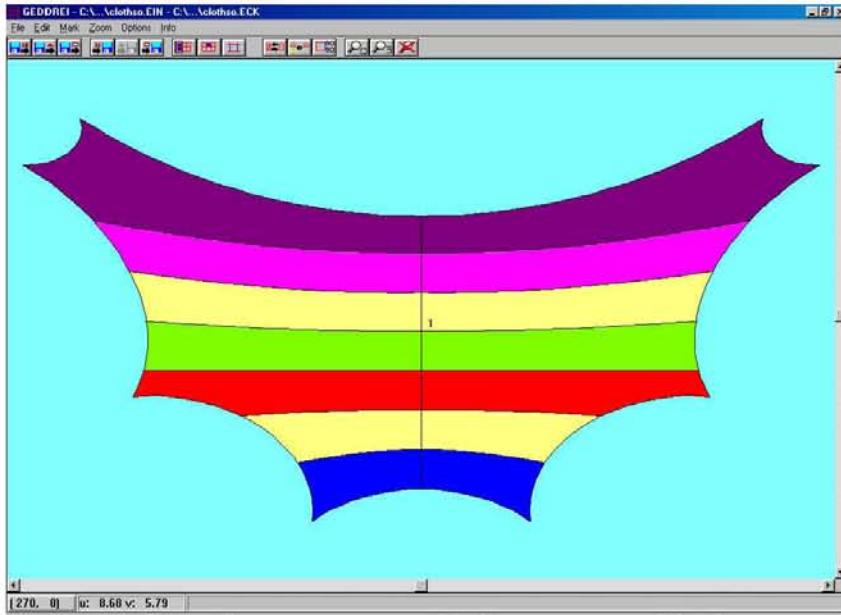 GEDDREI - C:\...\clothso.EIN - C:\...\clothso.ECK
File Edit Mark Zoom Options Info
1
(270, 0) u: 8.68 v: 5.79